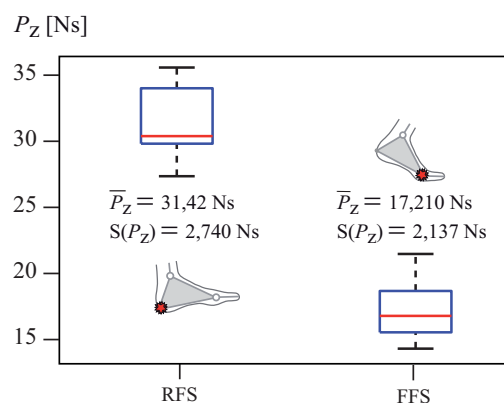 P_Z [Ns]
35
30
25
20
15
P̅_Z = 31,42 Ns
S(P_Z) = 2,740 Ns
P̅_Z = 17,210 Ns
S(P_Z) = 2,137 Ns
RFS
FFS